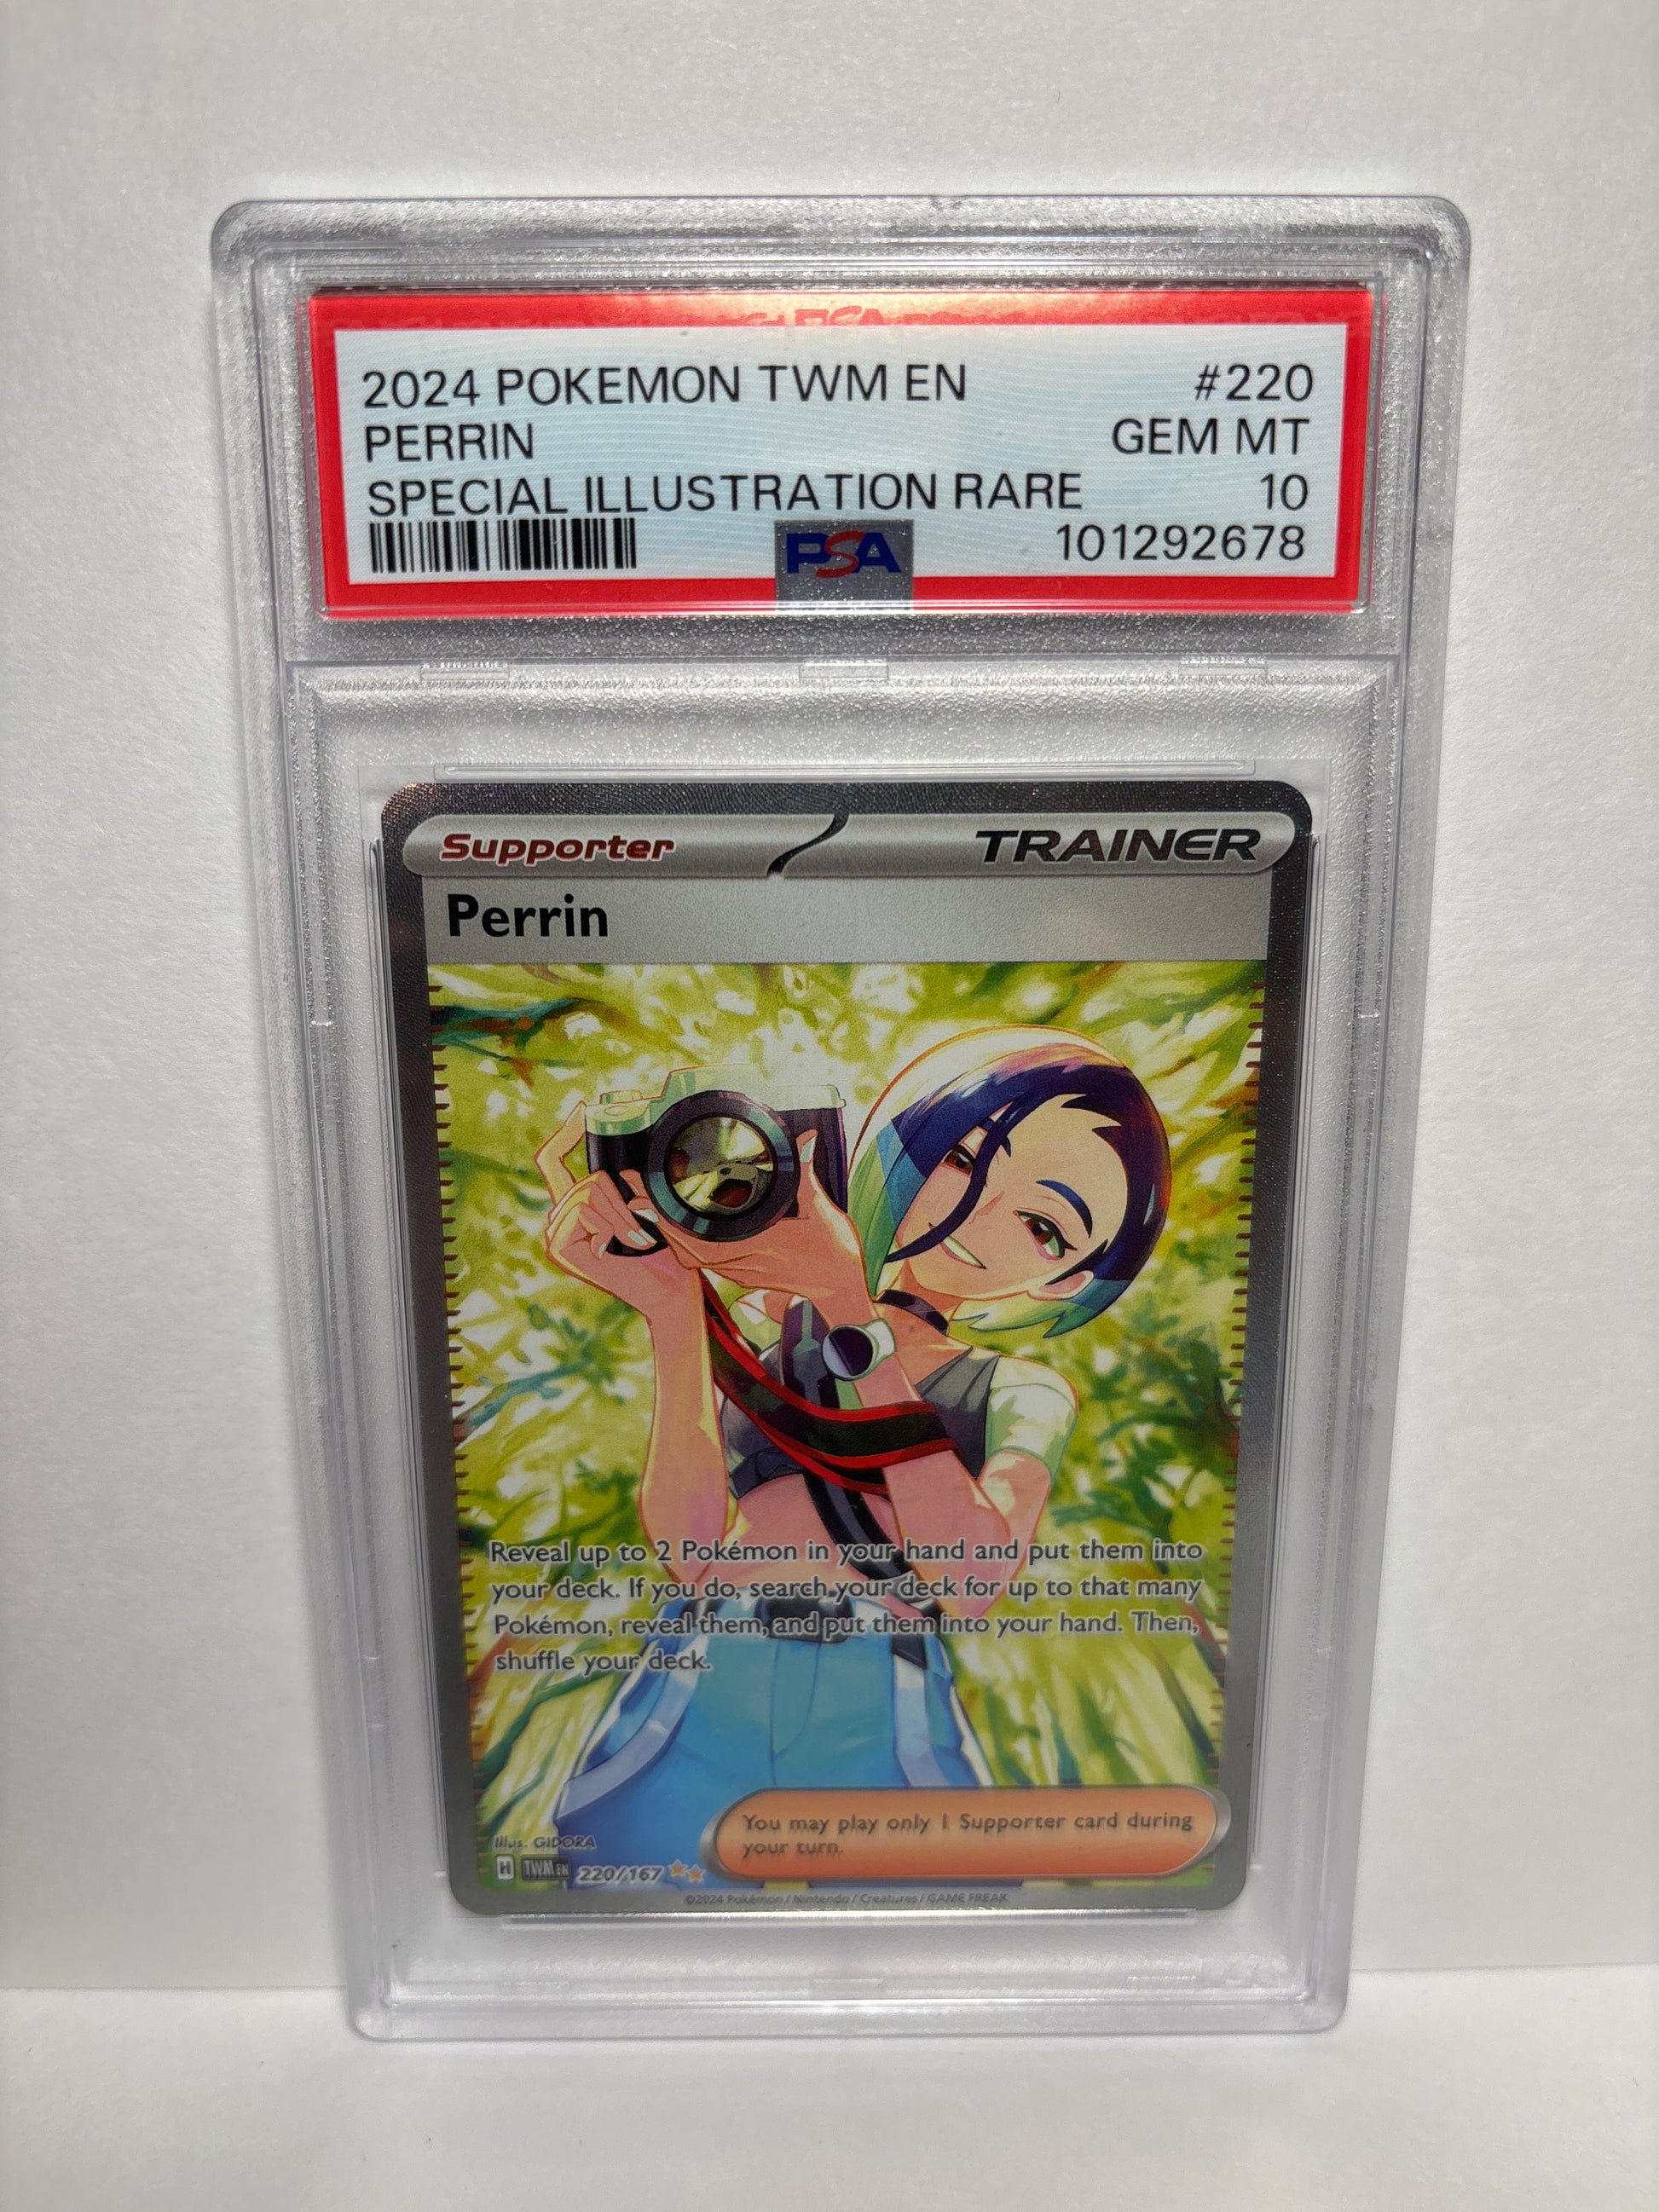 2024 POKEMON TWM EN #220
PERRIN GEM MT
SPECIAL ILLUSTRATION RARE 10
PSA 101292678
Supporter TRAINER
Perrin
Reveal up to 2 Pokémon in your hand and put them into
your deck. If you do, search your deck for up to that many
Pokémon, reveal them, and put them into your hand. Then,
shuffle your deck.
You may play only 1 Supporter card during
your turn.
Illus. GIDORA
H TWM EN 220/167
©2024 Pokémon / Nintendo / Creatures / GAME FREAK